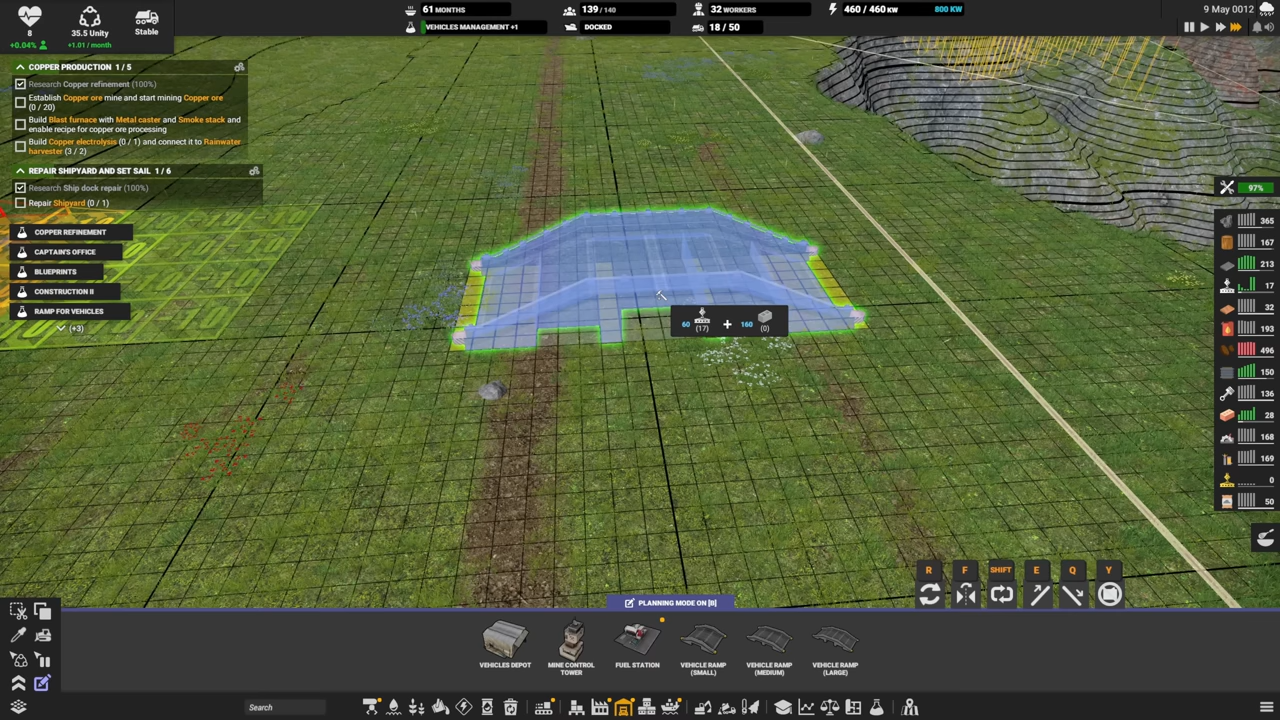 8
+0.04%
35.5 Unity
+1.01 / month
Stable
61 MONTHS
VEHICLES MANAGEMENT +1
139 / 140
DOCKED
32 WORKERS
18 / 50
460 / 460 KW
800 KW
9 May 0012
COPPER PRODUCTION 1 / 5
Research Copper refinement (100%)
Establish Copper ore mine and start mining Copper ore
(0 / 20)
Build Blast furnace with Metal caster and Smoke stack and
enable recipe for copper ore processing
Build Copper electrolysis (0 / 1) and connect it to Rainwater
harvester (3 / 2)
REPAIR SHIPYARD AND SET SAIL 1 / 6
Research Ship dock repair (100%)
Repair Shipyard (0 / 1)
COPPER REFINEMENT
CAPTAIN'S OFFICE
BLUEPRINTS
CONSTRUCTION II
RAMP FOR VEHICLES
(+3)
97%
365
167
213
17
32
193
496
150
136
28
168
169
0
50
60
(17)
160
(0)
R
F
SHIFT
E
Q
Y
PLANNING MODE ON [B]
VEHICLES DEPOT
MINE CONTROL
TOWER
FUEL STATION
VEHICLE RAMP
(SMALL)
VEHICLE RAMP
(MEDIUM)
VEHICLE RAMP
(LARGE)
Search